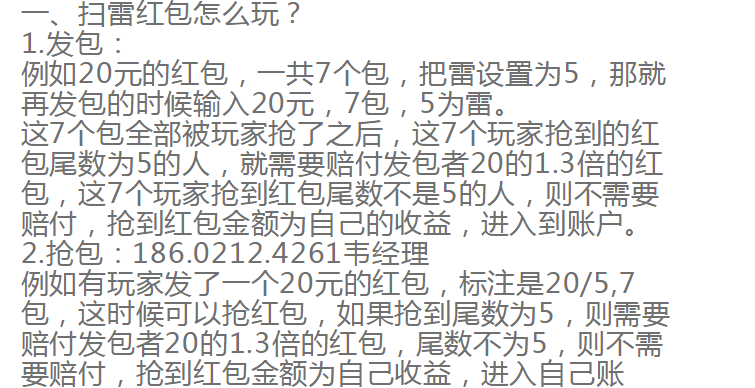 一、扫雷红包怎么玩？
1.发包：
例如20元的红包，一共7个包，把雷设置为5，那就
再发包的时候输入20元，7包，5为雷。
这7个包全部被玩家抢了之后，这7个玩家抢到的红
包尾数为5的人，就需要赔付发包者20的1.3倍的红
包，这7个玩家抢到红包尾数不是5的人，则不需要
赔付，抢到红包金额为自己的收益，进入到账户。
2.抢包：186.0212.4261韦经理
例如有玩家发了一个20元的红包，标注是20/5,7
包，这时候可以抢红包，如果抢到尾数为5，则需要
赔付发包者20的1.3倍的红包，尾数不为5，则不需
要赔付，抢到红包金额为自己收益，进入自己账